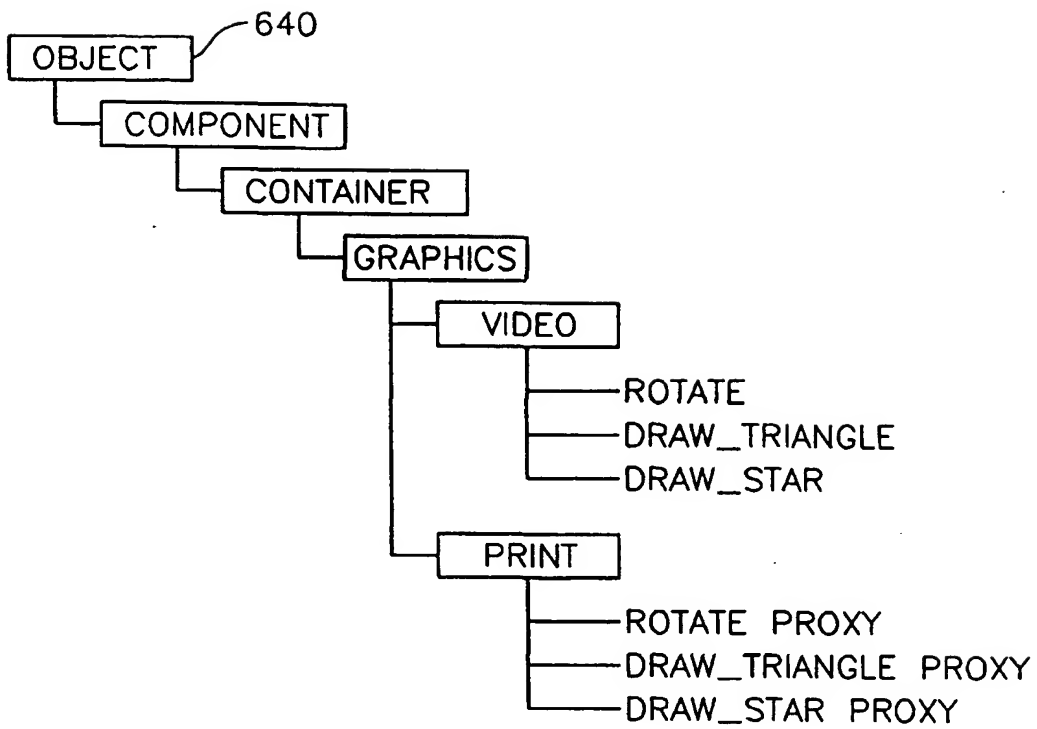 640
OBJECT
COMPONENT
CONTAINER
GRAPHICS
VIDEO
ROTATE
DRAW_TRIANGLE
DRAW_STAR
PRINT
ROTATE PROXY
DRAW_TRIANGLE PROXY
DRAW_STAR PROXY